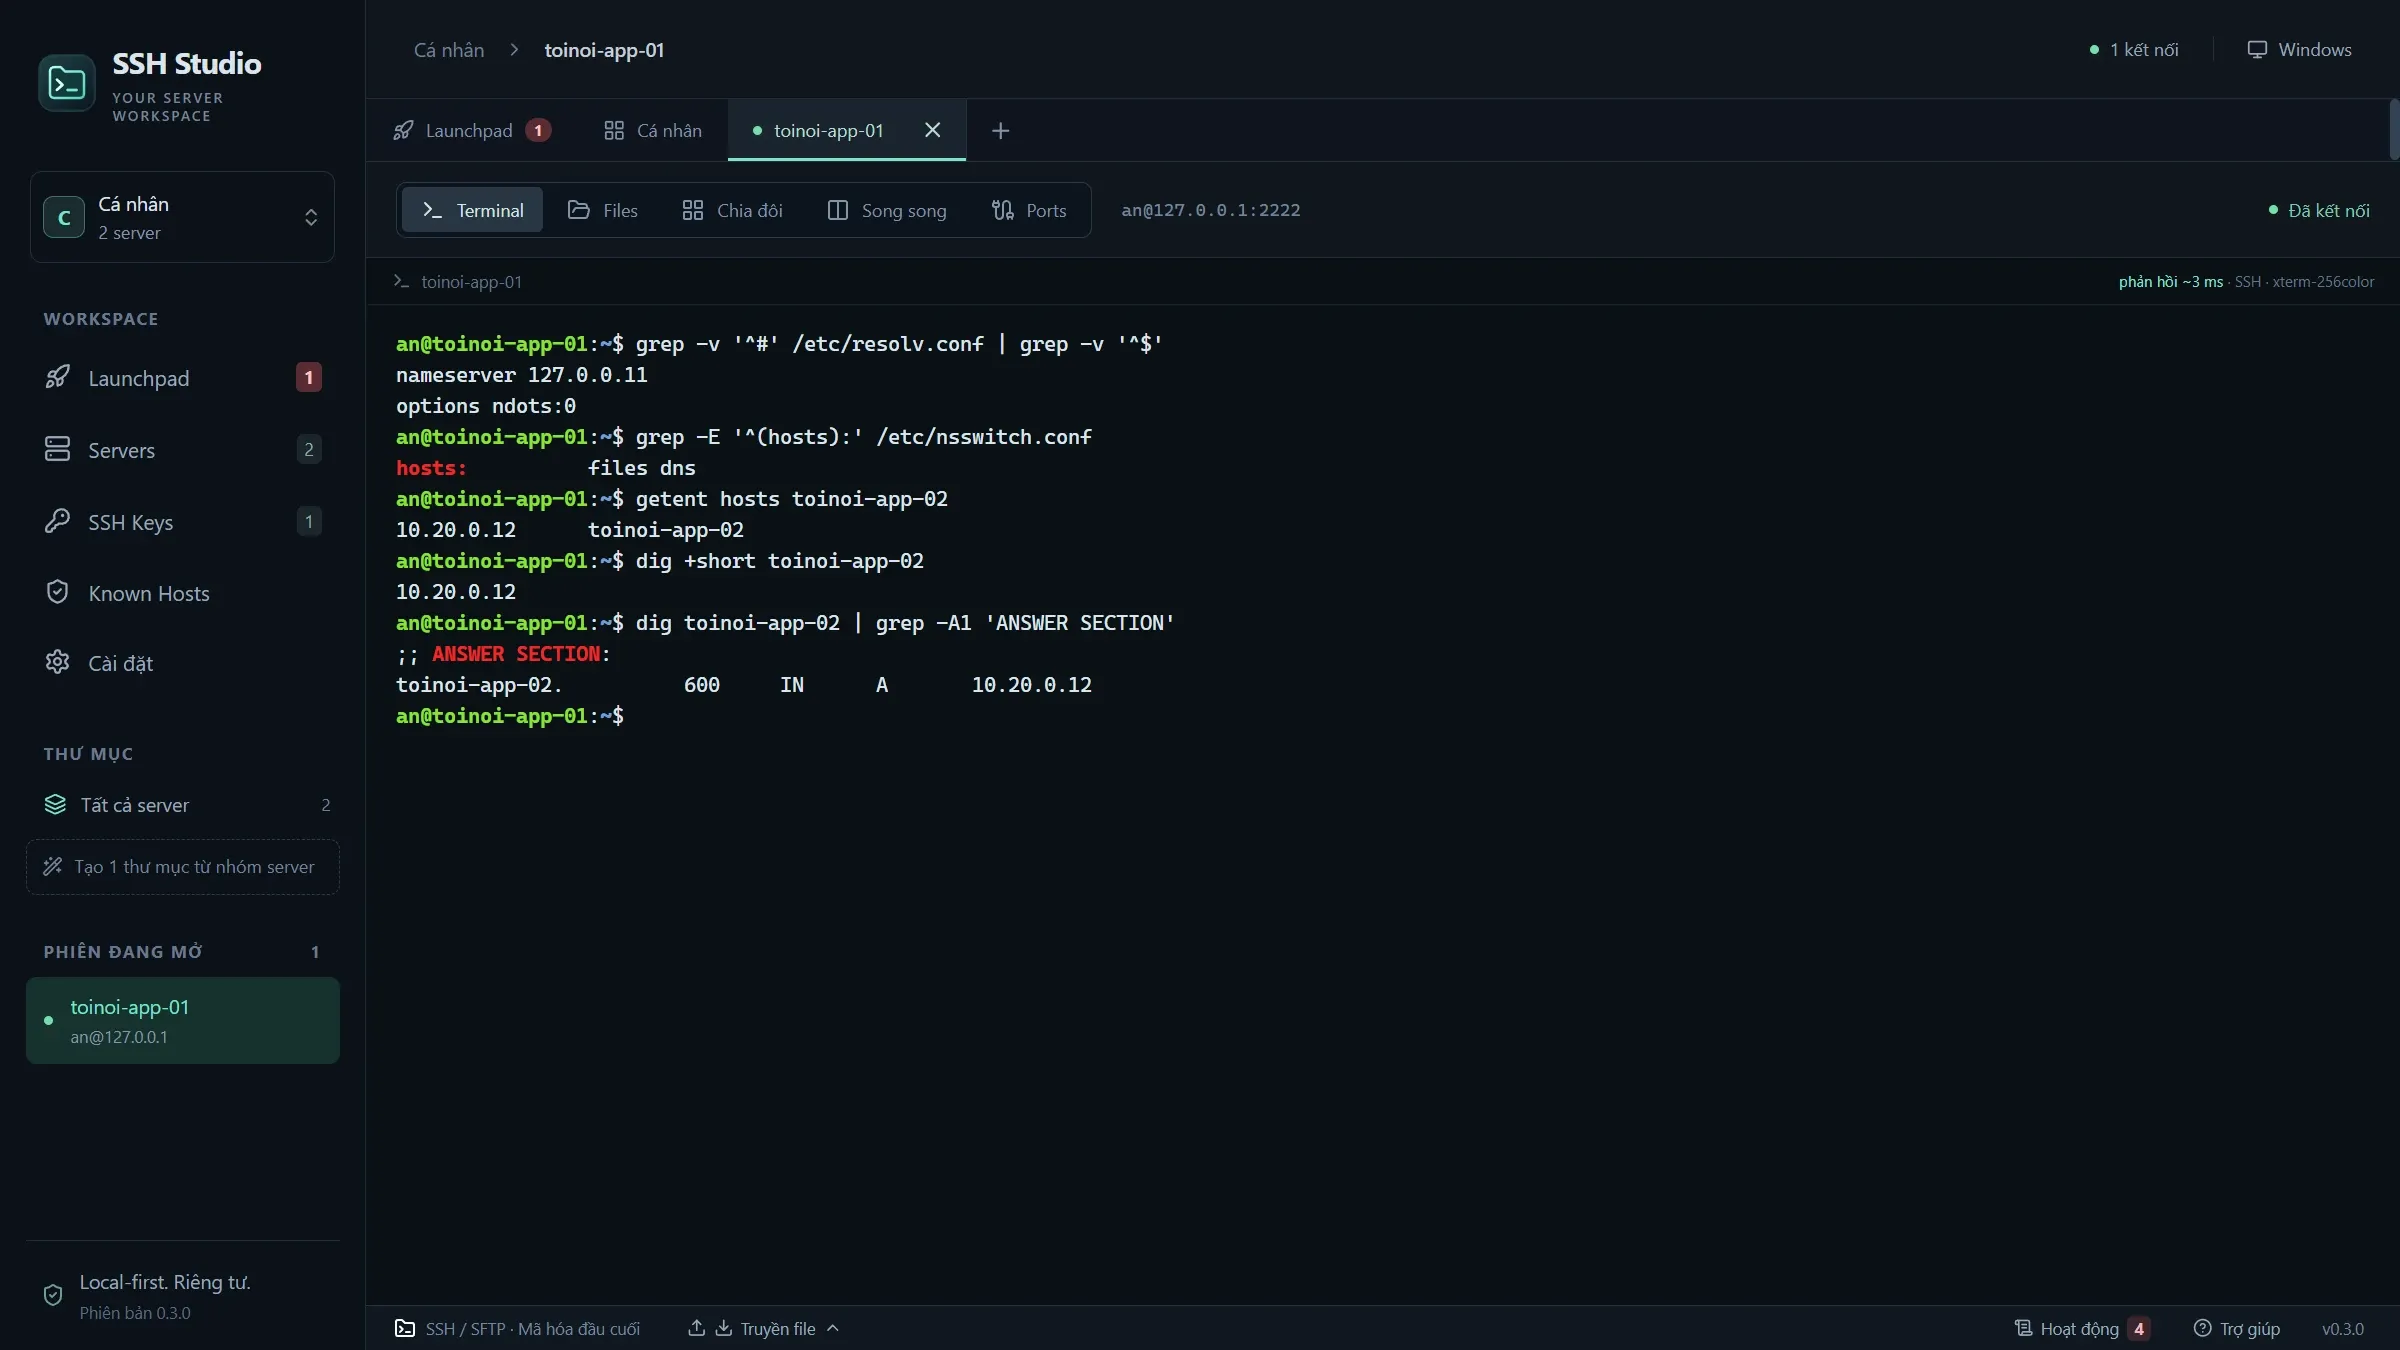 SSH Studio
YOUR SERVER
WORKSPACE
C
Cá nhân
2 server
WORKSPACE
Launchpad 1
Servers 2
SSH Keys 1
Known Hosts
Cài đặt
THƯ MỤC
Tất cả server 2
Tạo 1 thư mục từ nhóm server
PHIÊN ĐANG MỞ 1
toinoi-app-01
an@127.0.0.1
Local-first. Riêng tư.
Phiên bản 0.3.0
Cá nhân > toinoi-app-01
1 kết nối
Windows
Launchpad 1
Cá nhân
toinoi-app-01
Terminal
Files
Chia đôi
Song song
Ports
an@127.0.0.1:2222
Đã kết nối
toinoi-app-01
phản hồi ~3 ms · SSH · xterm-256color
an@toinoi-app-01:~$ grep -v '^#' /etc/resolv.conf | grep -v '^$'
nameserver 127.0.0.11
options ndots:0
an@toinoi-app-01:~$ grep -E '^(hosts):' /etc/nsswitch.conf
hosts:          files dns
an@toinoi-app-01:~$ getent hosts toinoi-app-02
10.20.0.12      toinoi-app-02
an@toinoi-app-01:~$ dig +short toinoi-app-02
10.20.0.12
an@toinoi-app-01:~$ dig toinoi-app-02 | grep -A1 'ANSWER SECTION'
;; ANSWER SECTION:
toinoi-app-02.          600     IN      A       10.20.0.12
an@toinoi-app-01:~$
SSH / SFTP · Mã hóa đầu cuối
Truyền file
Hoạt động 4
Trợ giúp
v0.3.0